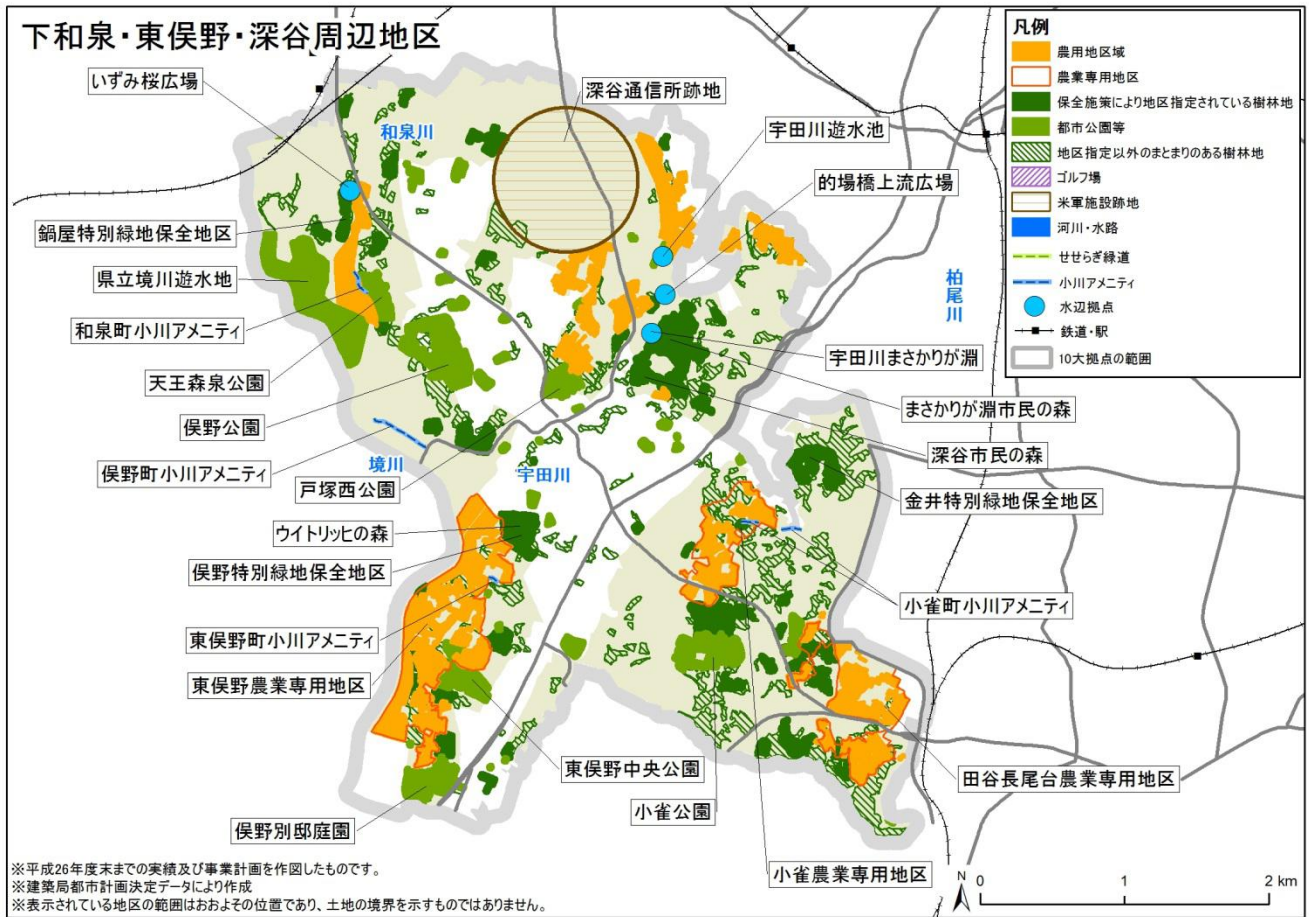 下和泉・東俣野・深谷周辺地区
いずみ桜広場
和泉川
深谷通信所跡地
宇田川遊水池
的場橋上流広場
鍋屋特別緑地保全地区
県立境川遊水地
和泉町小川アメニティ
天王森泉公園
俣野公園
俣野町小川アメニティ
境川
戸塚西公園
宇田川
柏尾川
宇田川まさかりが淵
まさかりが淵市民の森
深谷市民の森
金井特別緑地保全地区
ウイトリッヒの森
俣野特別緑地保全地区
東俣野町小川アメニティ
東俣野農業専用地区
小雀町小川アメニティ
東俣野中央公園
小雀公園
田谷長尾台農業専用地区
俣野別邸庭園
小雀農業専用地区
凡例
農用地区域
農業専用地区
保全施策により地区指定されている樹林地
都市公園等
地区指定以外のまとまりのある樹林地
ゴルフ場
米軍施設跡地
河川・水路
せせらぎ緑道
小川アメニティ
水辺拠点
鉄道・駅
10大拠点の範囲
※平成26年度末までの実績及び事業計画を作図したものです。
※建築局都市計画決定データにより作成
※表示されている地区の範囲はおおよその位置であり、土地の境界を示すものではありません。
N
0 1 2 km